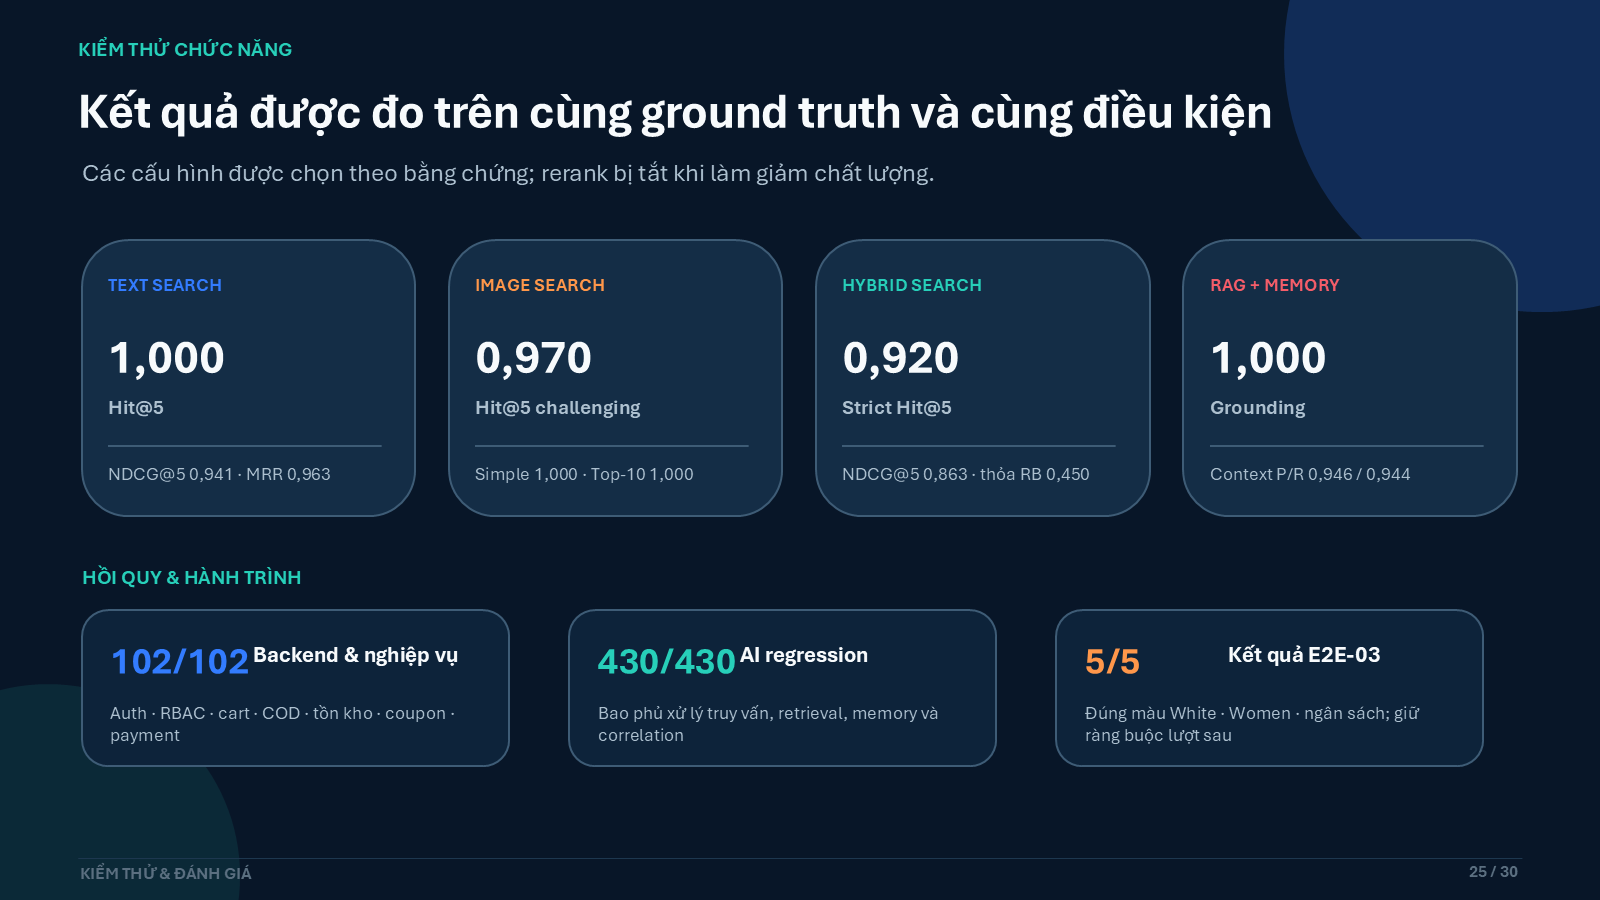 KIỂM THỬ CHỨC NĂNG
Kết quả được đo trên cùng ground truth và cùng điều kiện
Các cấu hình được chọn theo bằng chứng; rerank bị tắt khi làm giảm chất lượng.
TEXT SEARCH
1,000
Hit@5
NDCG@5 0,941 · MRR 0,963
IMAGE SEARCH
0,970
Hit@5 challenging
Simple 1,000 · Top-10 1,000
HYBRID SEARCH
0,920
Strict Hit@5
NDCG@5 0,863 · thỏa RB 0,450
RAG + MEMORY
1,000
Grounding
Context P/R 0,946 / 0,944
HỒI QUY & HÀNH TRÌNH
102/102 Backend & nghiệp vụ
Auth · RBAC · cart · COD · tồn kho · coupon ·
payment
430/430 AI regression
Bao phủ xử lý truy vấn, retrieval, memory và
correlation
5/5 Kết quả E2E-03
Đúng màu White · Women · ngân sách; giữ
ràng buộc lượt sau
KIỂM THỬ & ĐÁNH GIÁ
25 / 30